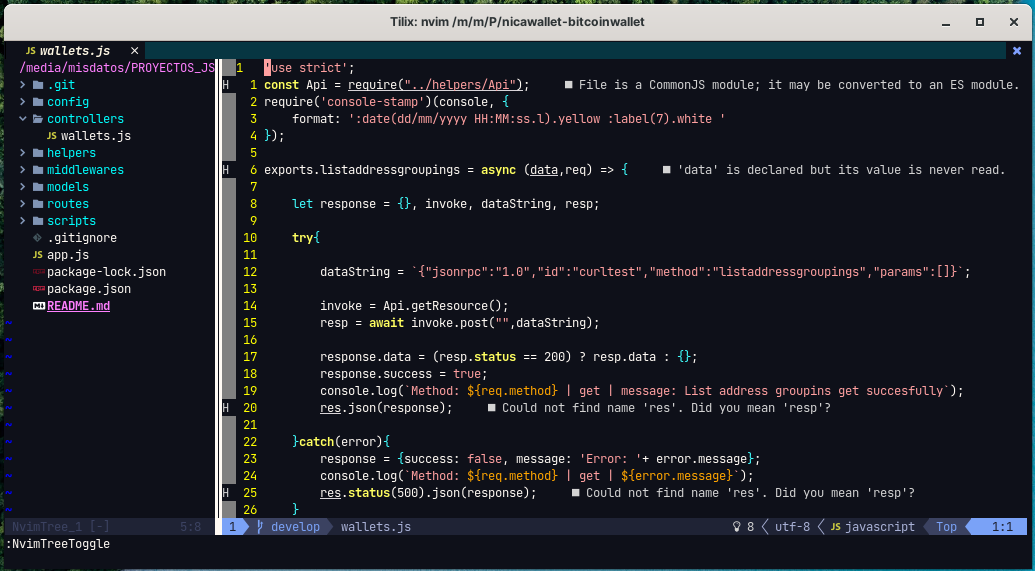 Tilix: nvim /m/m/P/nicawallet-bitcoinwallet
JS wallets.js ×
/media/misdatos/PROYECTOS_JS
.git
config
controllers
JS wallets.js
helpers
middlewares
models
routes
scripts
.gitignore
JS app.js
package-lock.json
package.json
README.md
NvimTree_1 [-] 5:8
1 'use strict';
H 1 const Api = require("../helpers/Api"); ■ File is a CommonJS module; it may be converted to an ES module.
2 require('console-stamp')(console, {
3 format: ':date(dd/mm/yyyy HH:MM:ss.l).yellow :label(7).white '
4 });
5
H 6 exports.listaddressgroupings = async (data,req) => { ■ 'data' is declared but its value is never read.
7
8 let response = {}, invoke, dataString, resp;
9
10 try{
11
12 dataString = `{"jsonrpc":"1.0","id":"curltest","method":"listaddressgroupings","params":[]}`;
13
14 invoke = Api.getResource();
15 resp = await invoke.post("",dataString);
16
17 response.data = (resp.status == 200) ? resp.data : {};
18 response.success = true;
19 console.log(`Method: ${req.method} | get | message: List address groupins get succesfully`);
H 20 res.json(response); ■ Could not find name 'res'. Did you mean 'resp'?
21
22 }catch(error){
23 response = {success: false, message: 'Error: '+ error.message};
24 console.log(`Method: ${req.method} | get | ${error.message}`);
H 25 res.status(500).json(response); ■ Could not find name 'res'. Did you mean 'resp'?
26 }
1 develop wallets.js 8 utf-8 JS javascript Top 1:1
:NvimTreeToggle